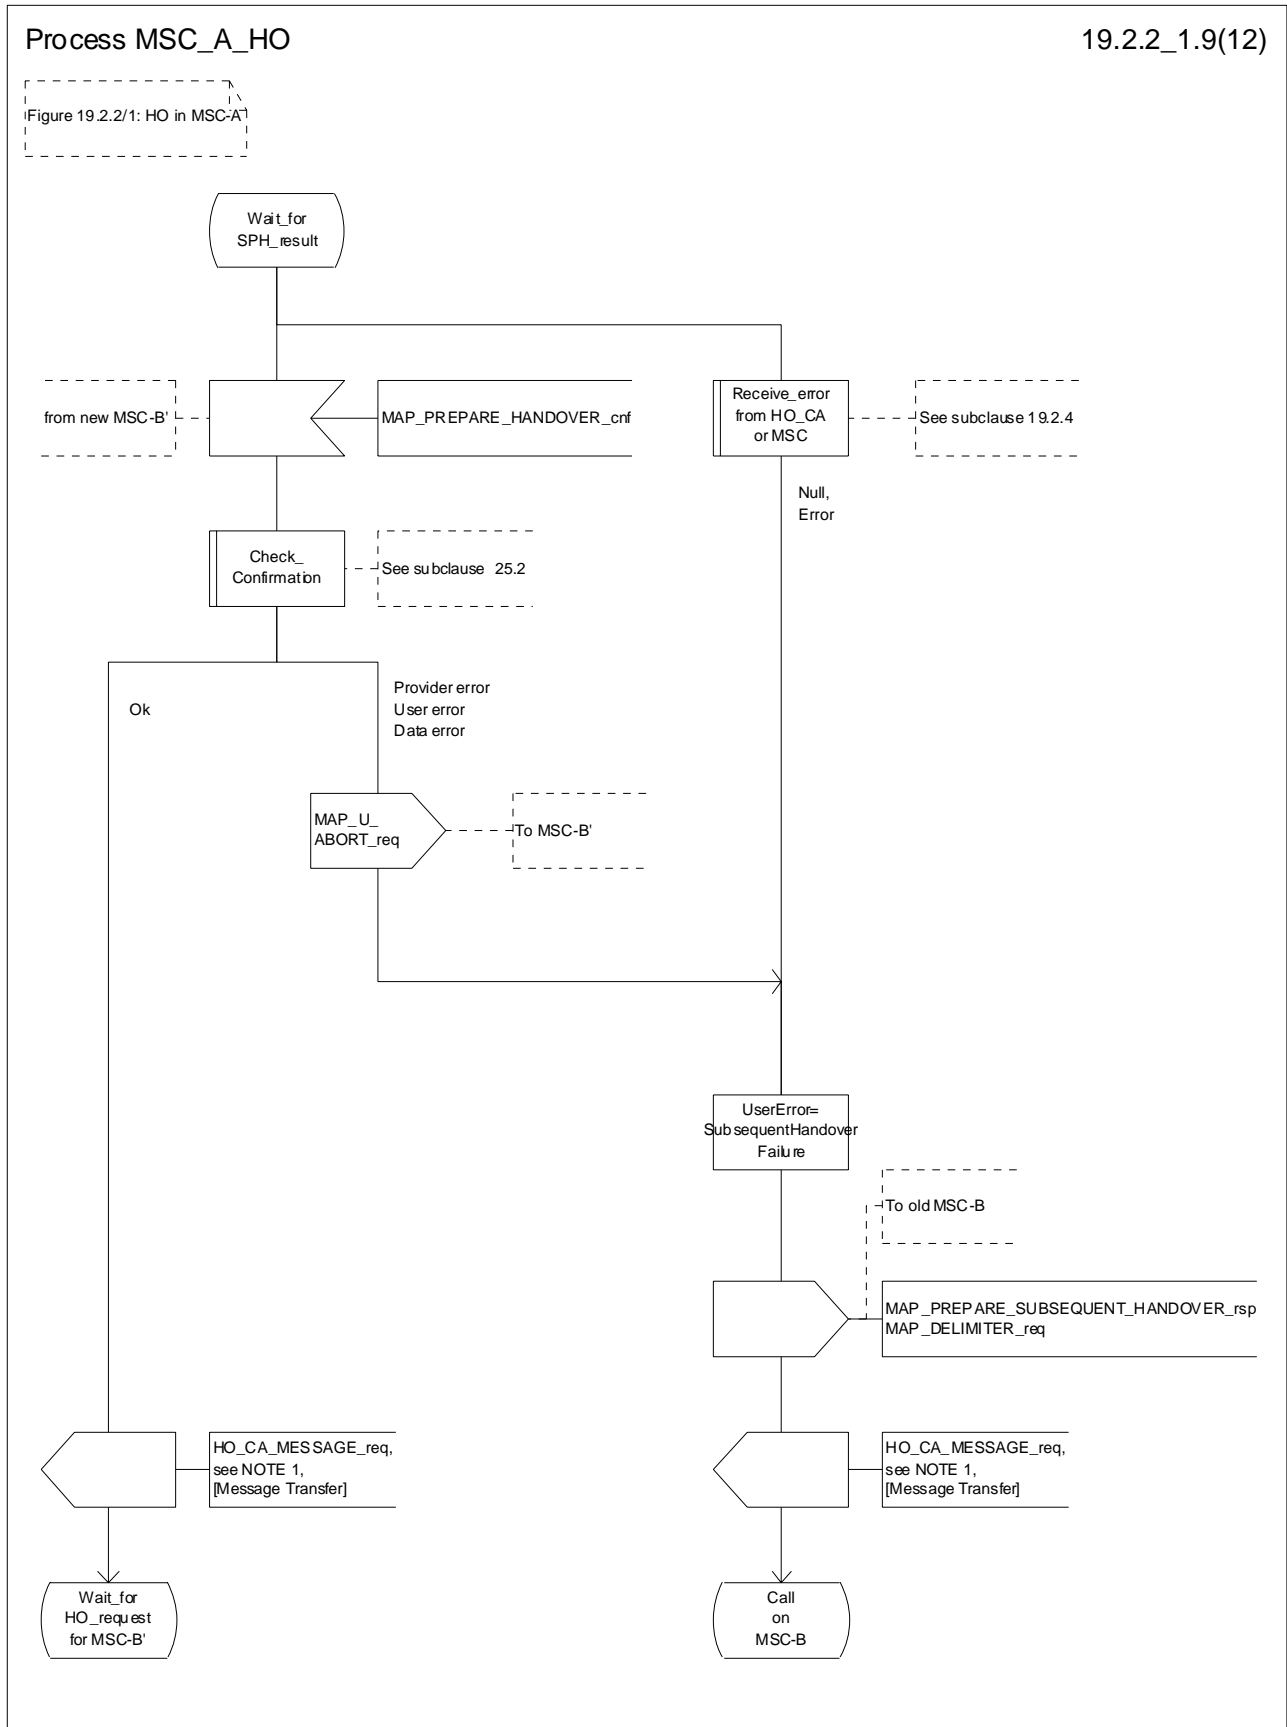 Process MSC_A_HO
19.2.2_1.9(12)
Figure 19.2.2/1: HO in MSC-A
Wait_for
SPH_result
from new MSC-B'
MAP_PREPARE_HANDOVER_cnf
Receive_error
from HO_CA
or MSC
See subclause 19.2.4
Null,
Error
Check_
Confirmation
See subclause 25.2
Ok
Provider error
User error
Data error
MAP_U_
ABORT_req
To MSC-B'
UserError=
SubsequentHandover
Failure
To old MSC-B
MAP_PREPARE_SUBSEQUENT_HANDOVER_rsp
MAP_DELIMITER_req
HO_CA_MESSAGE_req,
see NOTE 1,
[Message Transfer]
HO_CA_MESSAGE_req,
see NOTE 1,
[Message Transfer]
Wait_for
HO_request
for MSC-B'
Call
on
MSC-B